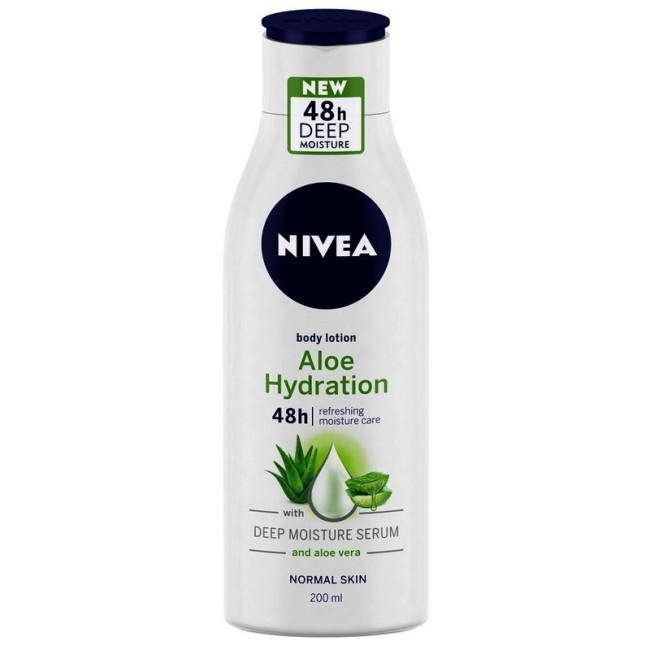 NEW
48h
DEEP
MOISTURE
NIVEA
body lotion
Aloe
Hydration
48h | refreshing
moisture care
with
DEEP MOISTURE SERUM
and aloe vera
NORMAL SKIN
200 ml